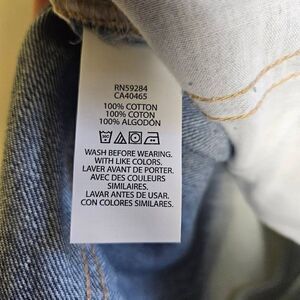 RN59284
CA40465
100% COTTON
100% COTON
100% ALGODÓN
WASH BEFORE WEARING.
WITH LIKE COLORS.
LAVER AVANT DE PORTER.
AVEC DES COULEURS
SIMILAIRES.
LAVAR ANTES DE USAR.
CON COLORES SIMILARES.